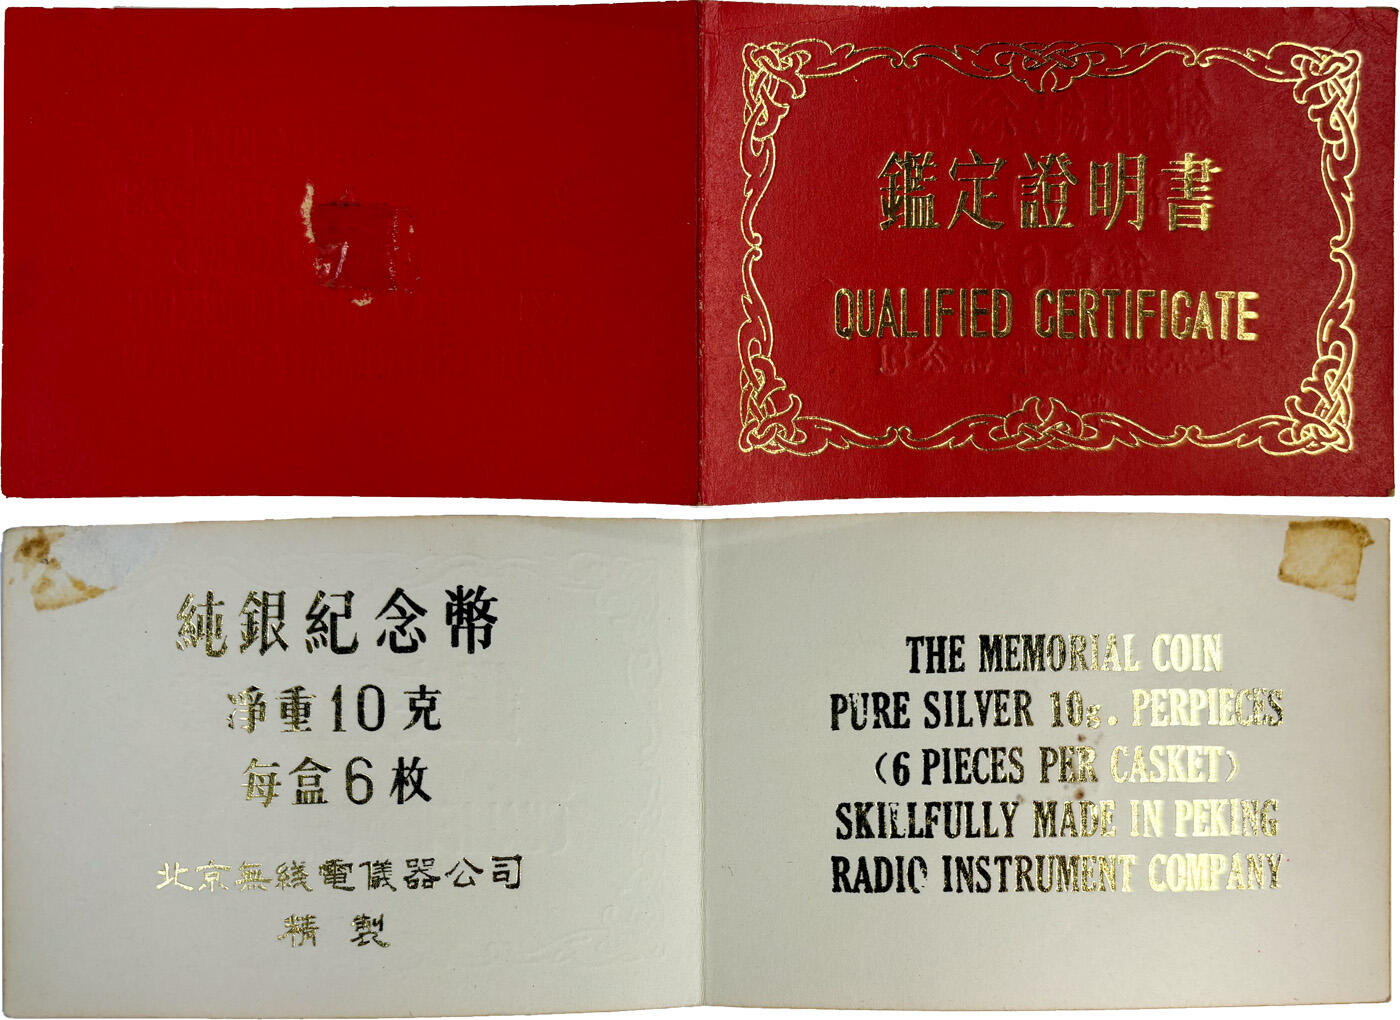 鑑定證明書
QUALIFIED CERTIFICATE
純銀紀念幣
净重10克
每盒6枚
北京無綫電儀器公司
精製
THE MEMORIAL COIN
PURE SILVER 10g. PERPIECES
(6 PIECES PER CASKET)
SKILLFULLY MADE IN PEKING
RADIO INSTRUMENT COMPANY